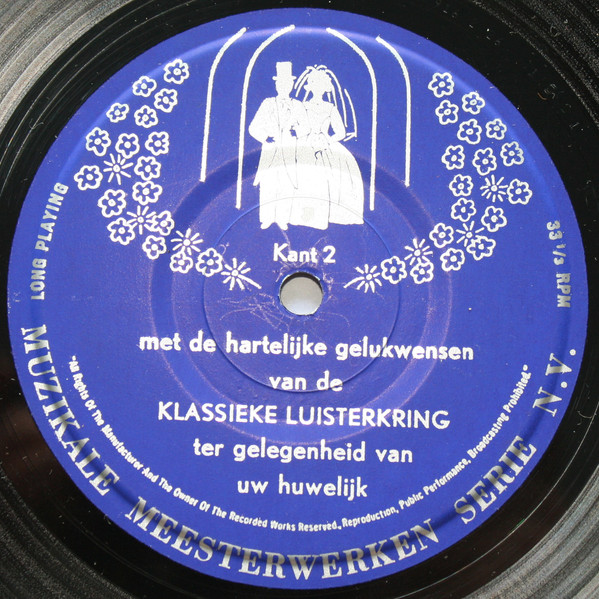 Kant 2
LONG PLAYING
33 1/3 RPM
met de hartelijke gelukwensen
van de
KLASSIEKE LUISTERKRING
ter gelegenheid van
uw huwelijk
"All Rights Of The Manufacturer And The Owner Of The Recorded Works Reserved. Reproduction, Public Performance, Broadcasting Prohibited."
MUZIKALE MEESTERWERKEN SERIE N.V.